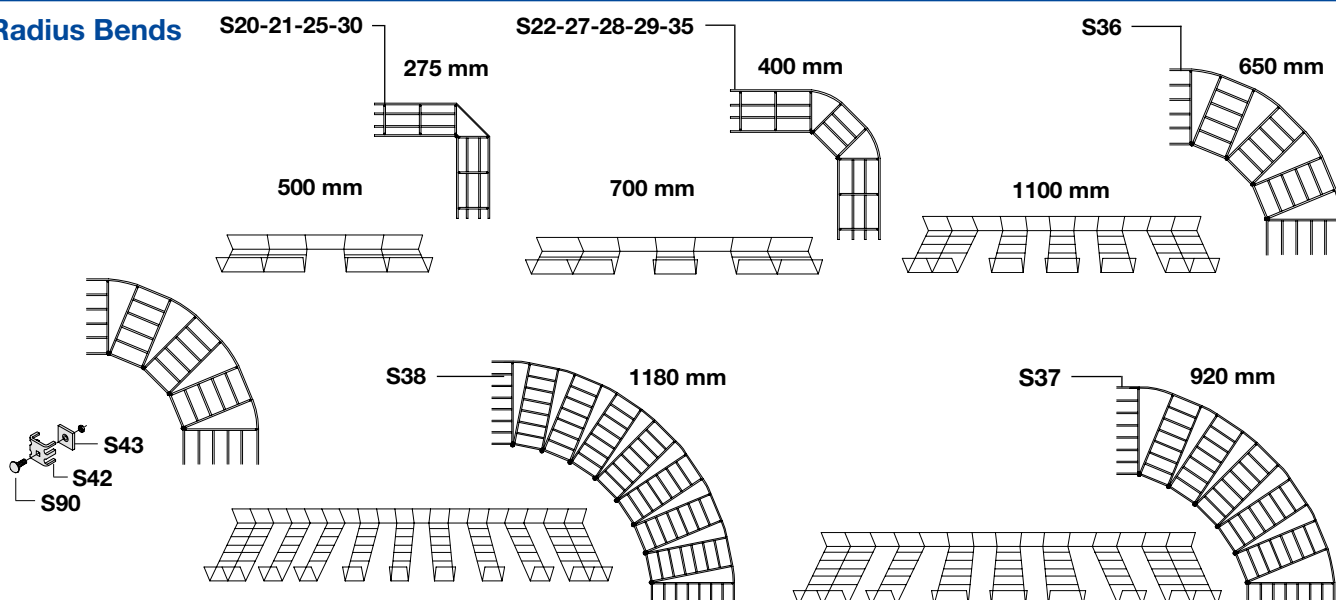 Radius Bends
S20-21-25-30
275 mm
500 mm
S22-27-28-29-35
400 mm
700 mm
S36
650 mm
1100 mm
S43
S42
S90
S38
1180 mm
S37
920 mm